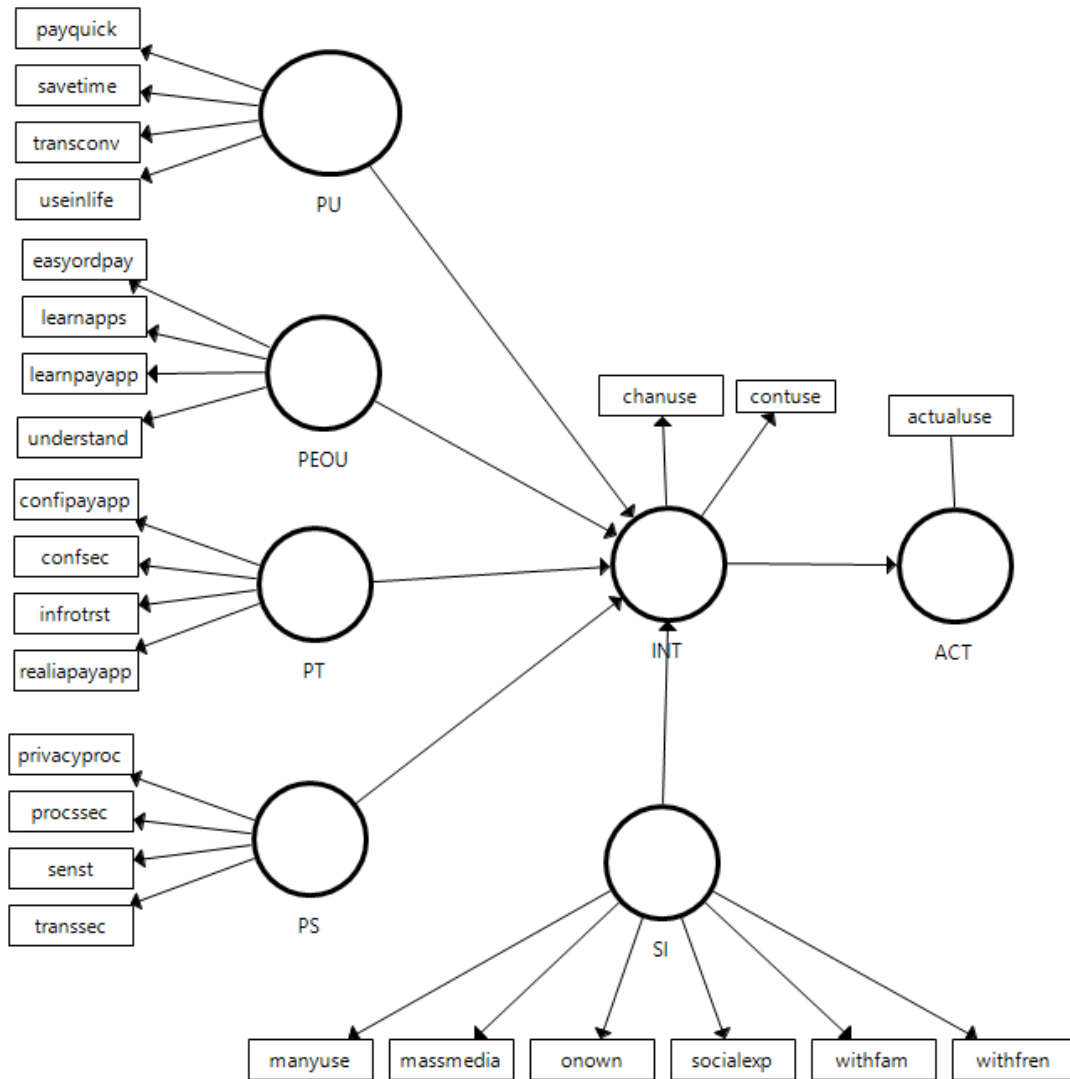 payquick
savetime
transconv
useinlife
PU
easyordpay
learnapps
learnpayapp
understand
PEOU
chanuse
contuse
actualuse
confipayapp
confsec
infrotrst
realiapayapp
PT
INT
ACT
privacyproc
procssec
senst
transsec
PS
SI
manyuse
massmedia
onown
socialexp
withfam
withfren